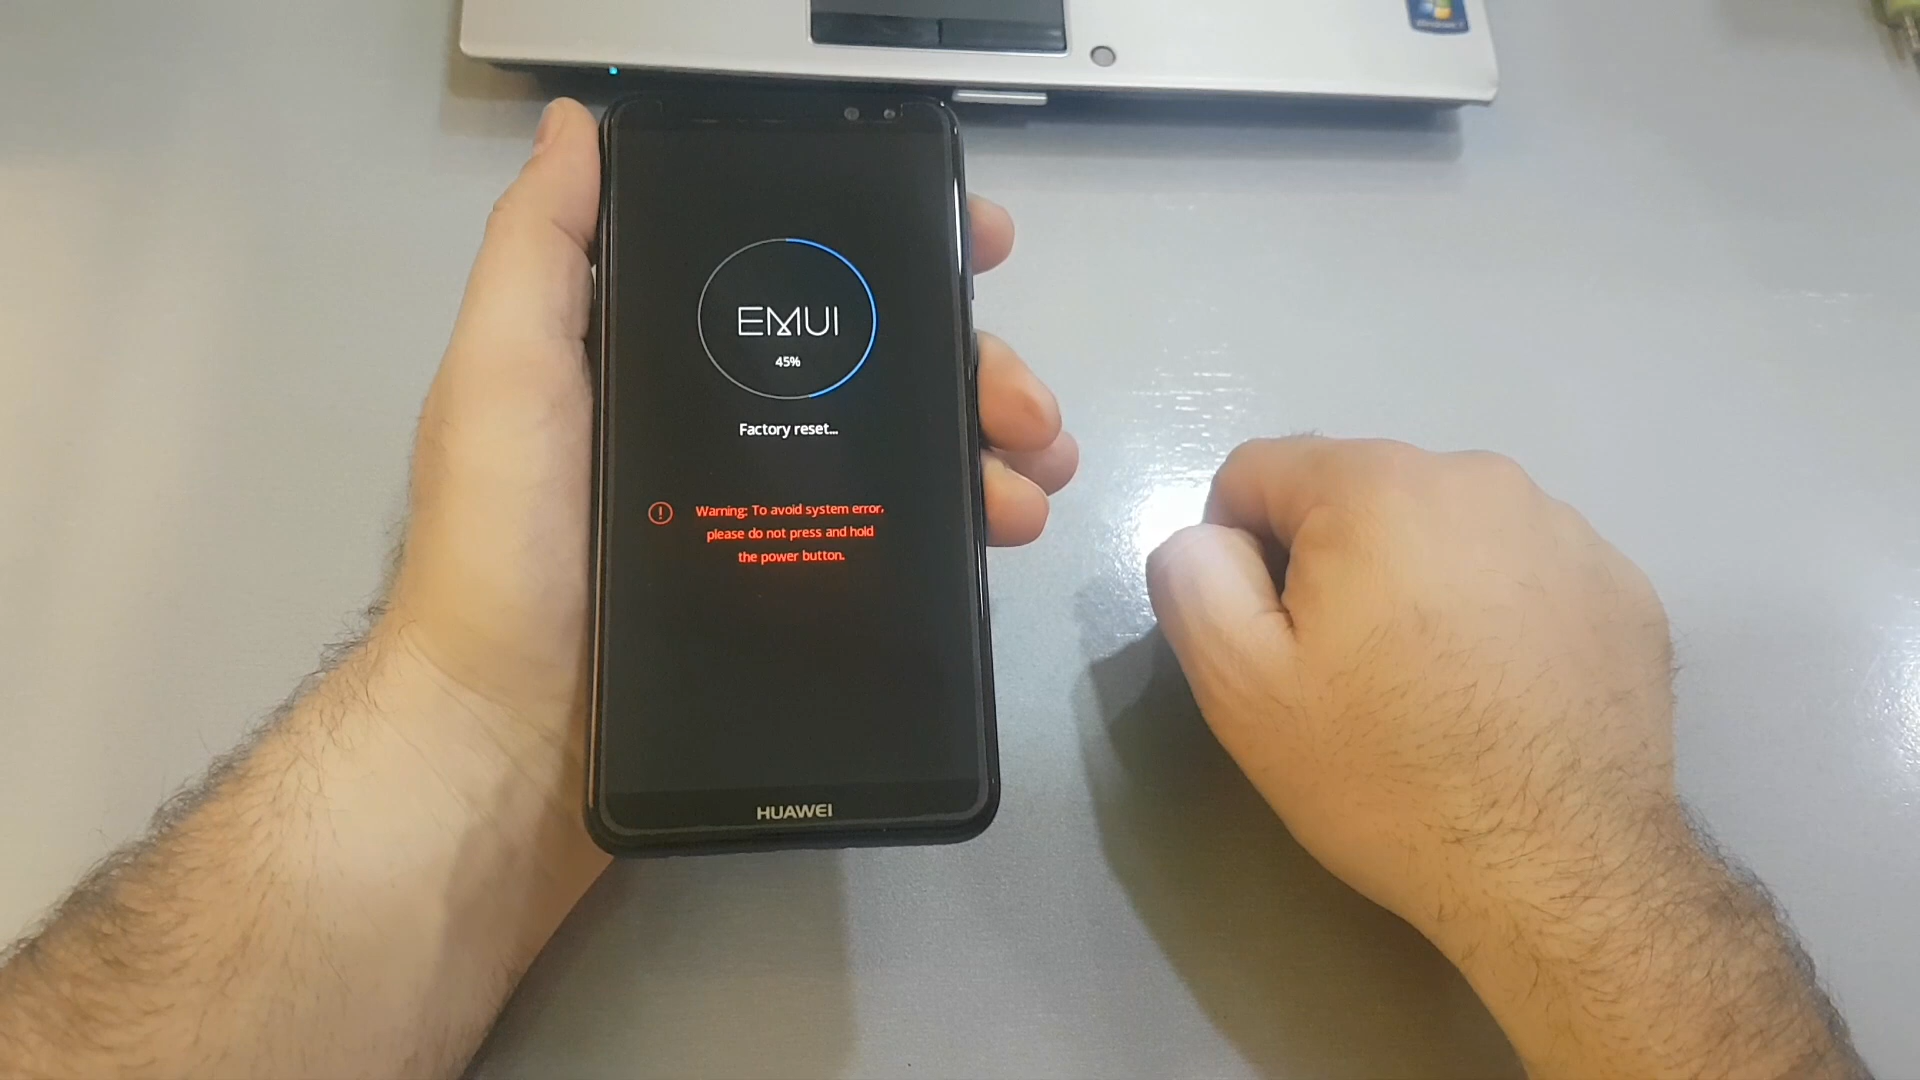 EMUI
45%
Factory reset...
Warning: To avoid system error,
please do not press and hold
the power button.
HUAWEI